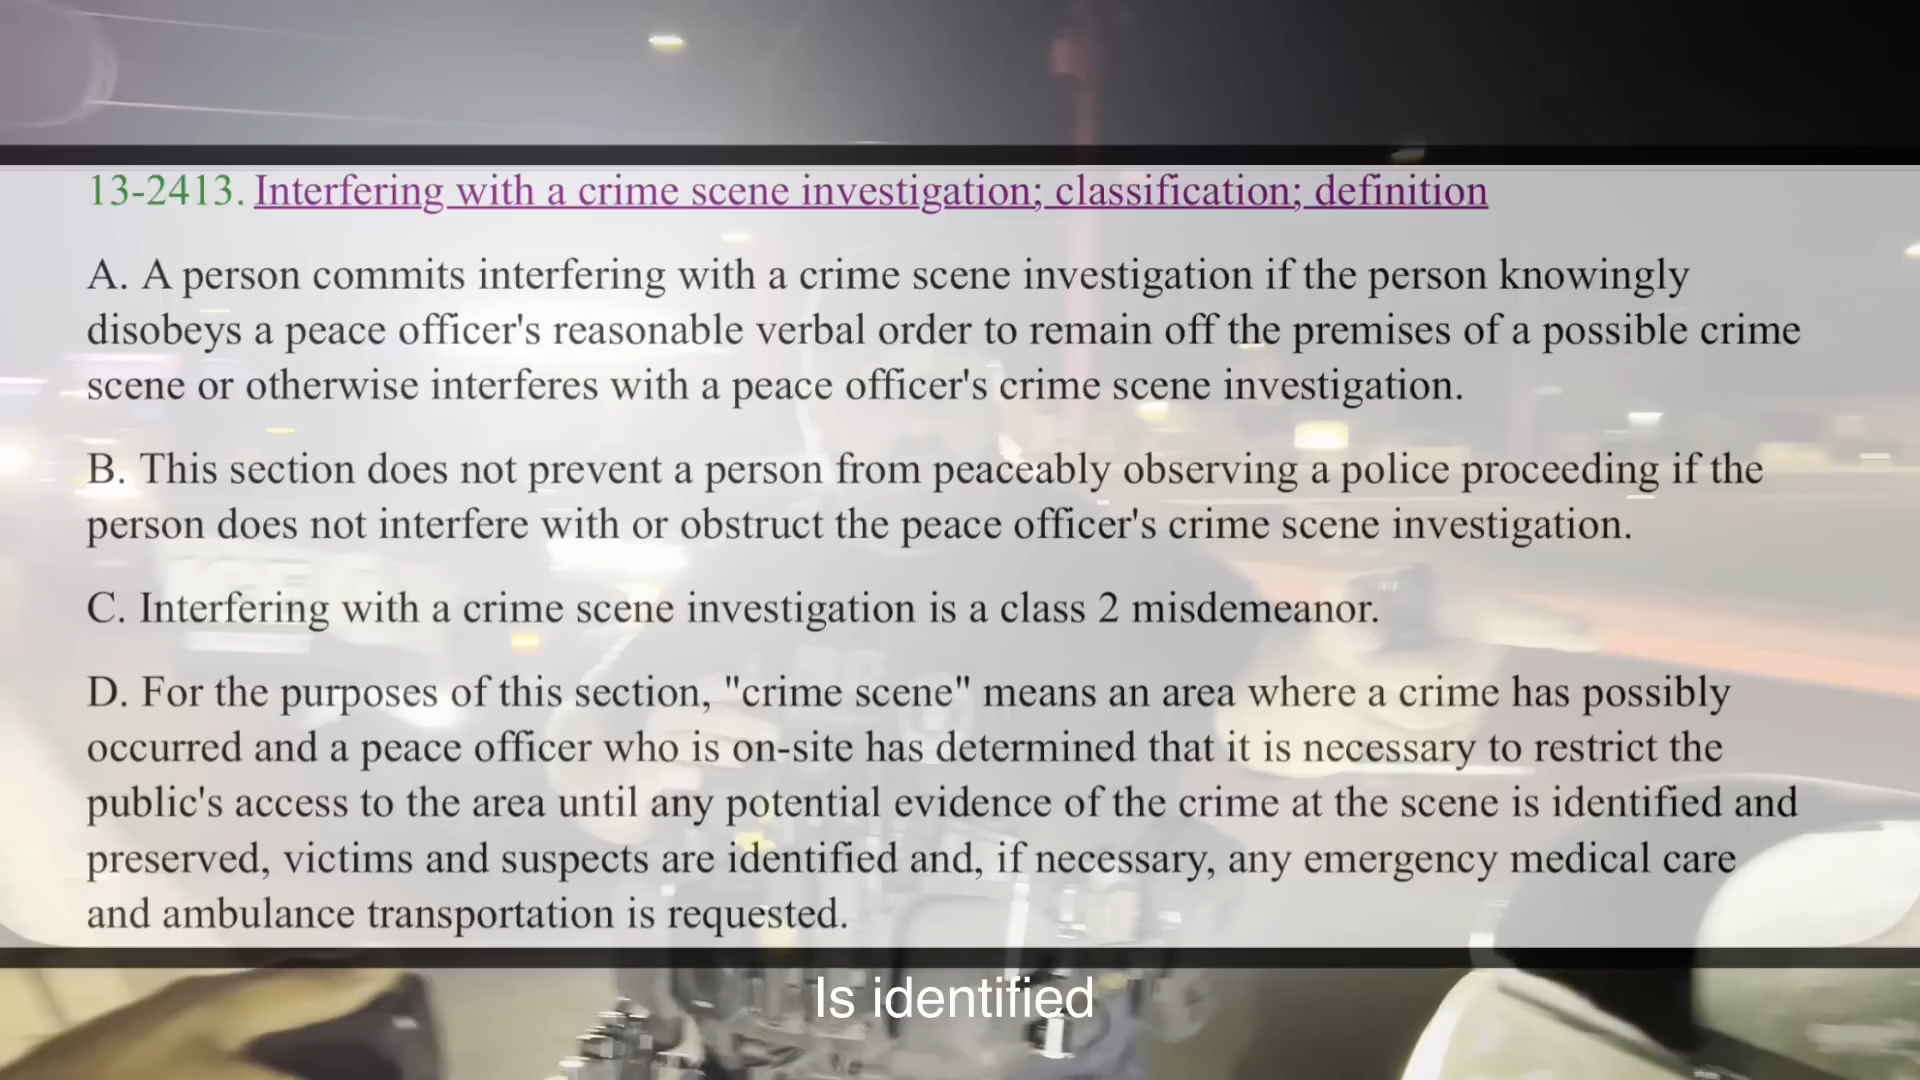 13-2413. Interfering with a crime scene investigation; classification; definition
A. A person commits interfering with a crime scene investigation if the person knowingly
disobeys a peace officer's reasonable verbal order to remain off the premises of a possible crime
scene or otherwise interferes with a peace officer's crime scene investigation.
B. This section does not prevent a person from peaceably observing a police proceeding if the
person does not interfere with or obstruct the peace officer's crime scene investigation.
C. Interfering with a crime scene investigation is a class 2 misdemeanor.
D. For the purposes of this section, "crime scene" means an area where a crime has possibly
occurred and a peace officer who is on-site has determined that it is necessary to restrict the
public's access to the area until any potential evidence of the crime at the scene is identified and
preserved, victims and suspects are identified and, if necessary, any emergency medical care
and ambulance transportation is requested.
Is identified